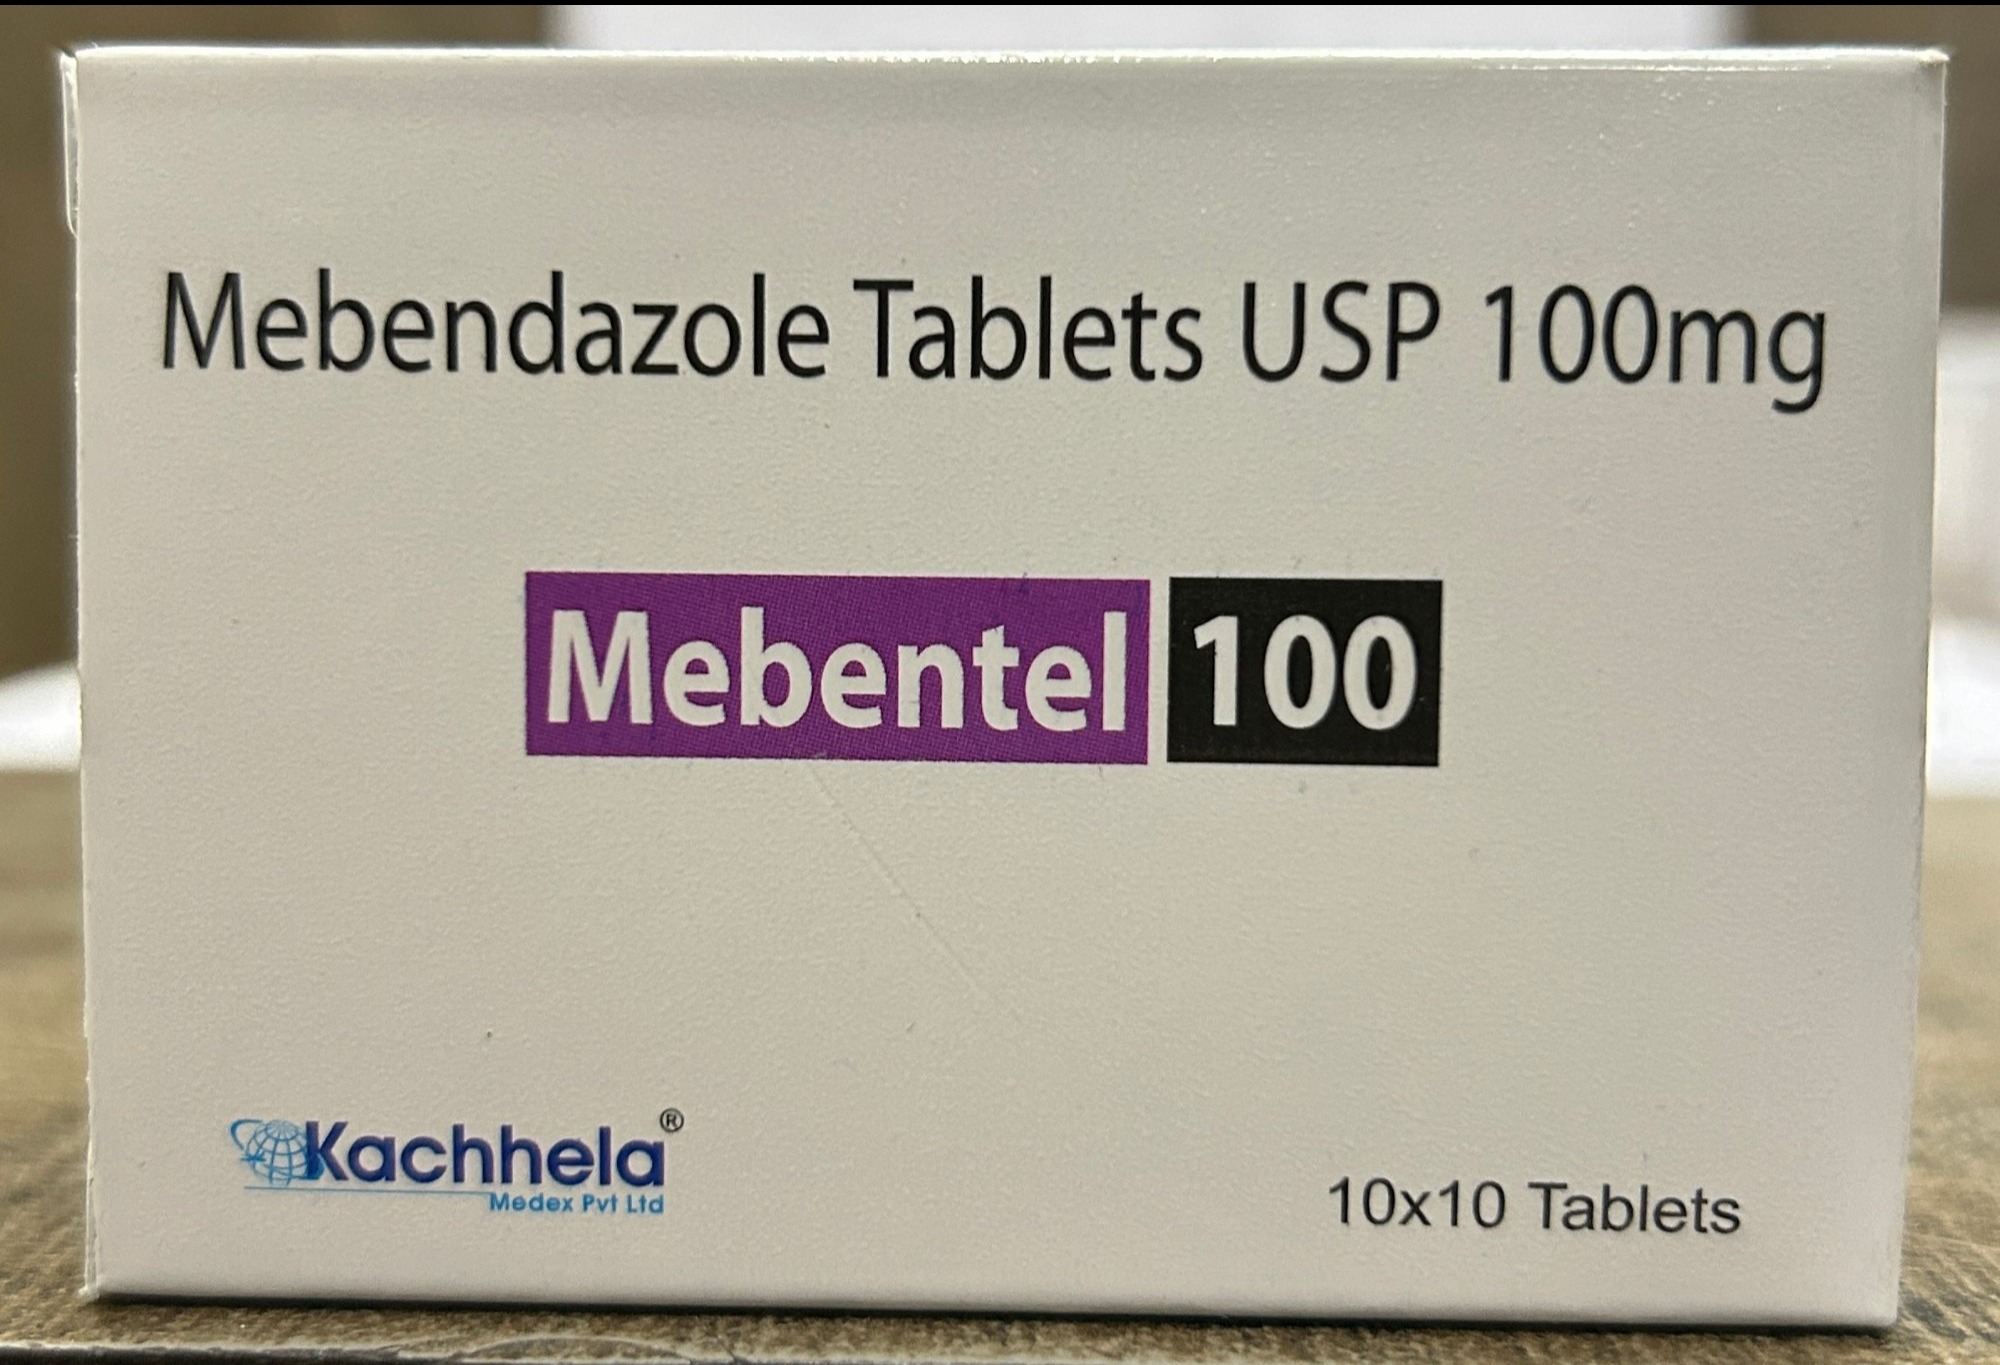 Mebendazole Tablets USP 100mg
Mebentel 100
Kachhela®
Medex Pvt Ltd
10x10 Tablets